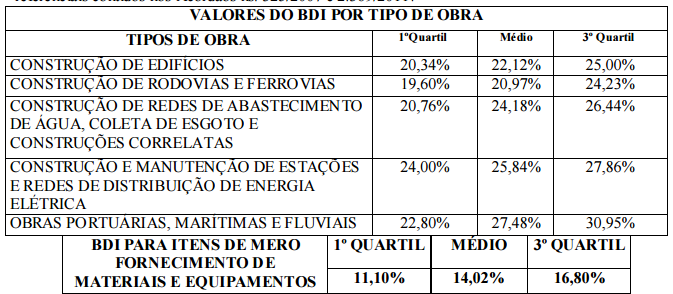 VALORES DO BDI POR TIPO DE OBRA
TIPOS DE OBRA 1ºQuartil Médio 3º Quartil
CONSTRUÇÃO DE EDIFÍCIOS 20,34% 22,12% 25,00%
CONSTRUÇÃO DE RODOVIAS E FERROVIAS 19,60% 20,97% 24,23%
CONSTRUÇÃO DE REDES DE ABASTECIMENTO 20,76% 24,18% 26,44%
DE ÁGUA, COLETA DE ESGOTO E
CONSTRUÇÕES CORRELATAS
CONSTRUÇÃO E MANUTENÇÃO DE ESTAÇÕES 24,00% 25,84% 27,86%
E REDES DE DISTRIBUIÇÃO DE ENERGIA
ELÉTRICA
OBRAS PORTUÁRIAS, MARÍTIMAS E FLUVIAIS 22,80% 27,48% 30,95%
BDI PARA ITENS DE MERO 1º QUARTIL MÉDIO 3º QUARTIL
FORNECIMENTO DE 11,10% 14,02% 16,80%
MATERIAIS E EQUIPAMENTOS